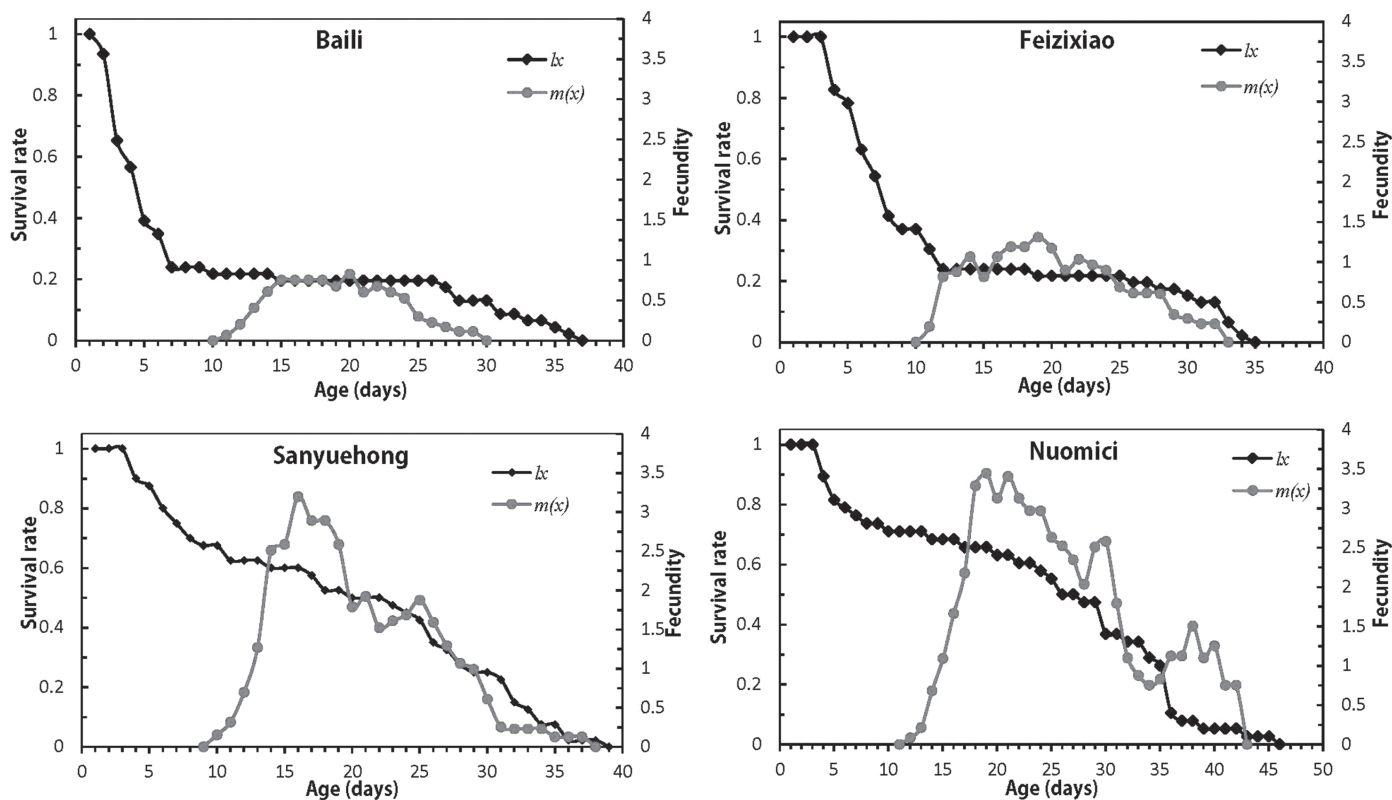 Baili
lx
m(x)
Survival rate
Fecundity
1
0.8
0.6
0.4
0.2
0
4
3.5
3
2.5
2
1.5
1
0.5
0
0 5 10 15 20 25 30 35 40
Age (days)
Feizixiao
lx
m(x)
Survival rate
Fecundity
1
0.8
0.6
0.4
0.2
0
4
3.5
3
2.5
2
1.5
1
0.5
0
0 5 10 15 20 25 30 35 40
Age (days)
Sanyuehong
lx
m(x)
Survival rate
Fecundity
1
0.8
0.6
0.4
0.2
0
4
3.5
3
2.5
2
1.5
1
0.5
0
0 5 10 15 20 25 30 35 40
Age (days)
Nuomici
lx
m(x)
Survival rate
Fecundity
1
0.8
0.6
0.4
0.2
0
4
3.5
3
2.5
2
1.5
1
0.5
0
0 5 10 15 20 25 30 35 40 45 50
Age (days)